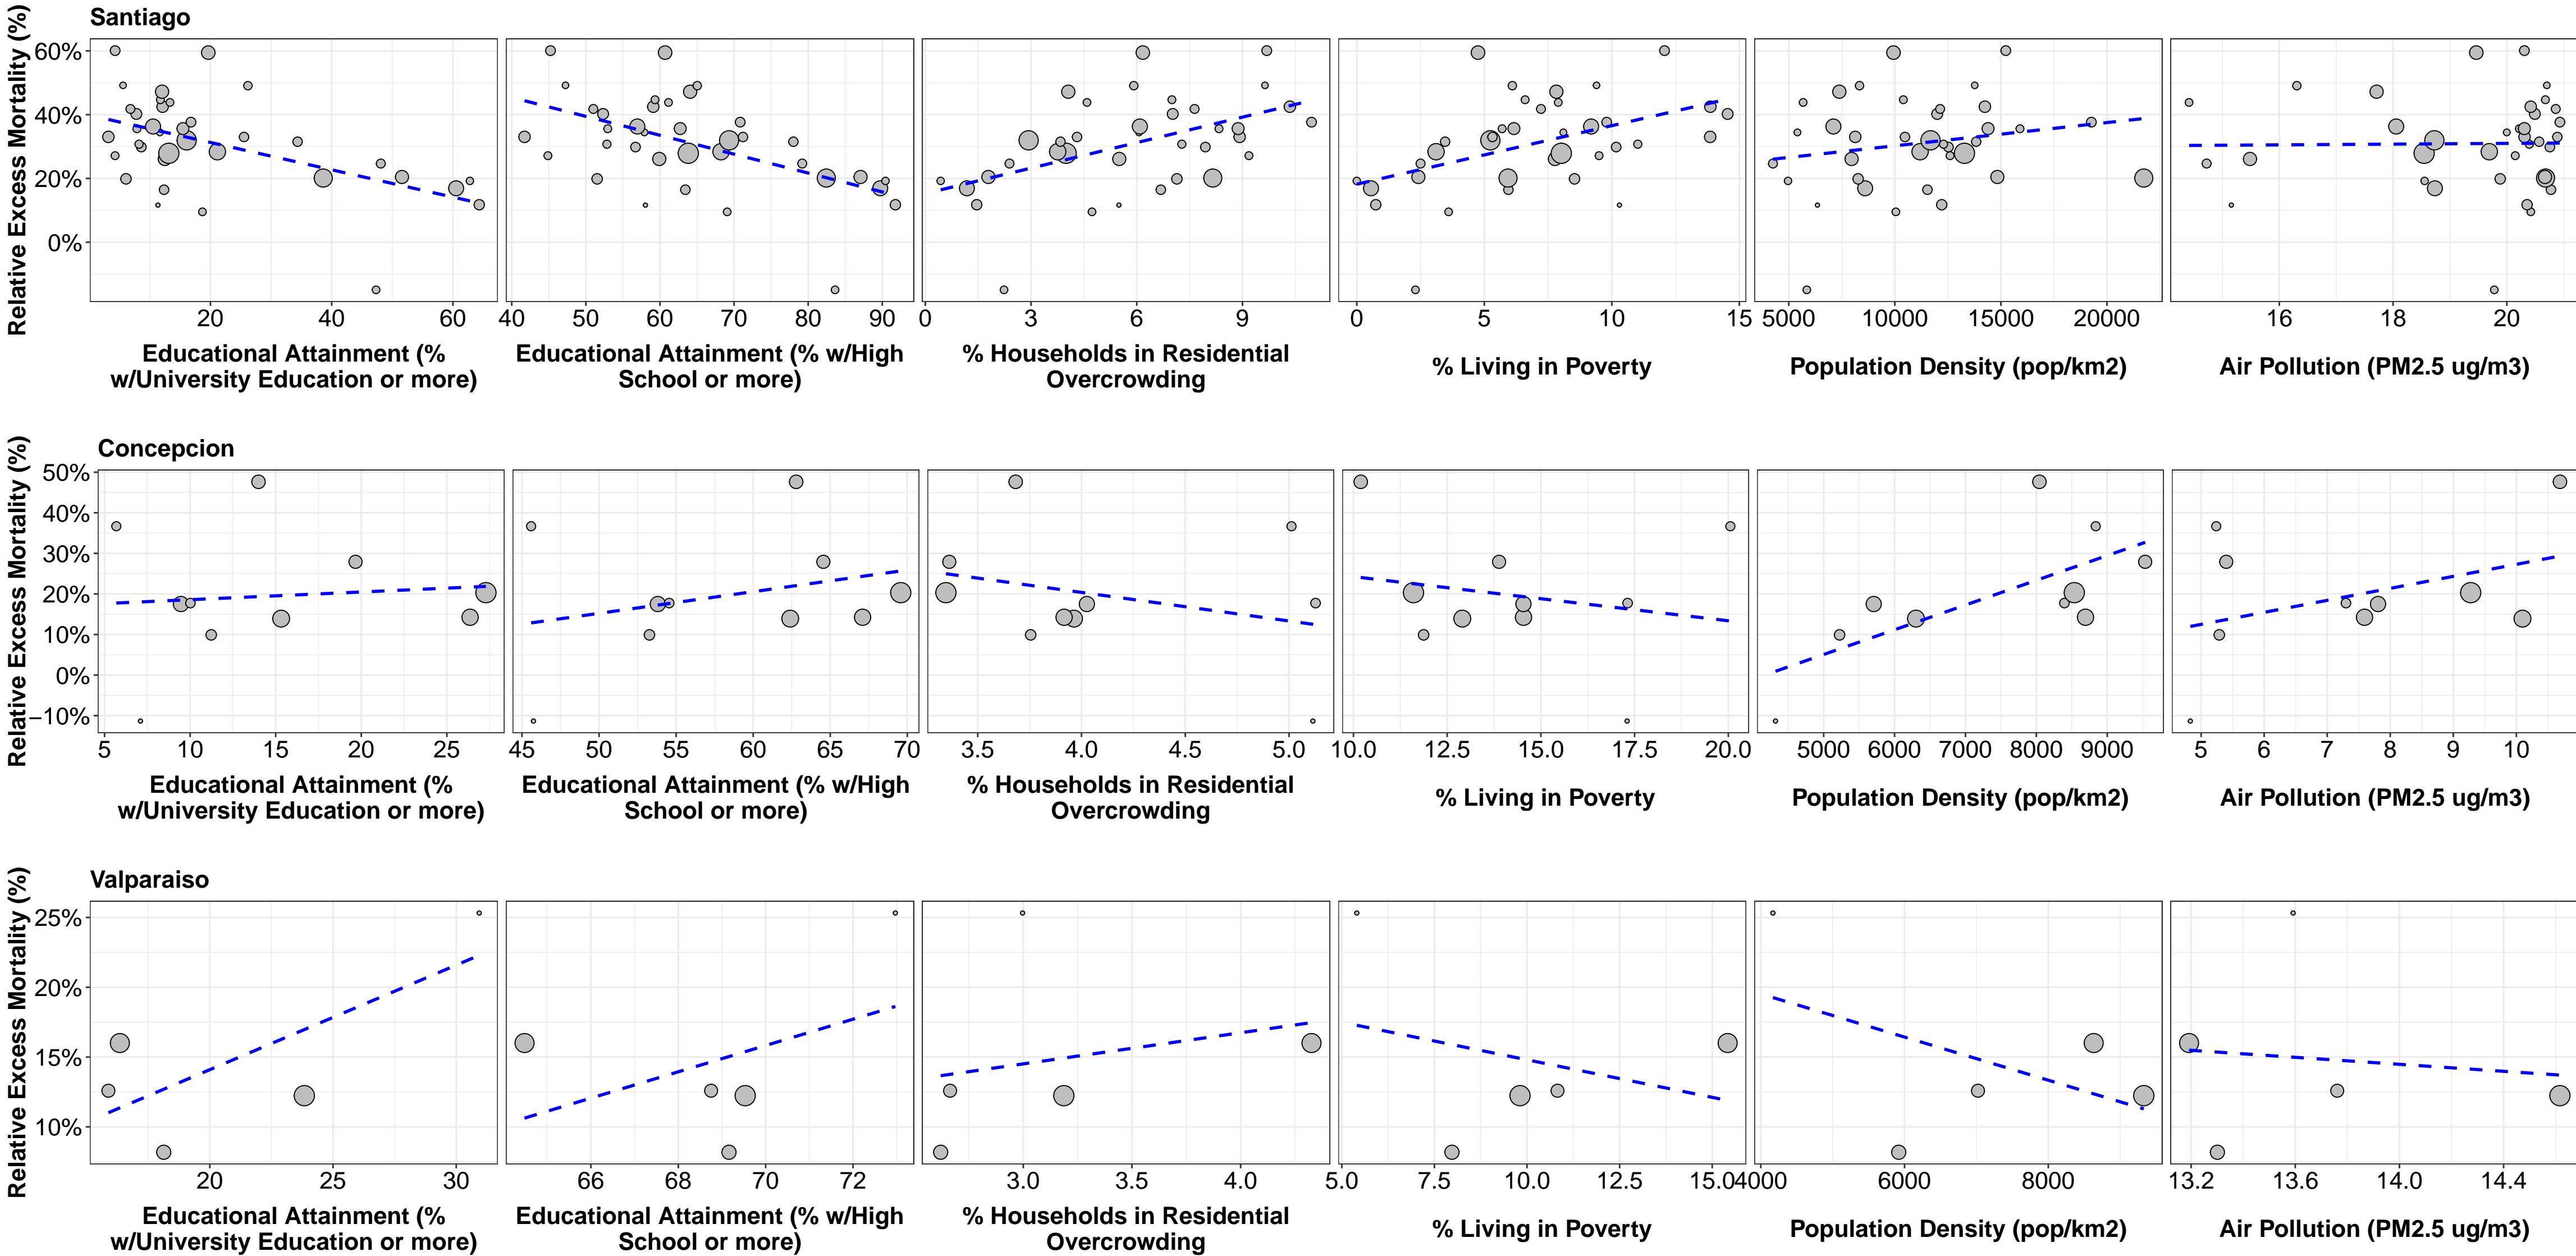 Santiago
Relative Excess Mortality (%)
60%
40%
20%
0%
20 40 60
40 50 60 70 80 90
0 3 6 9
0 5 10 15
5000 10000 15000 20000
16 18 20
Educational Attainment (%
w/University Education or more)
Educational Attainment (% w/High
School or more)
% Households in Residential
Overcrowding
% Living in Poverty
Population Density (pop/km2)
Air Pollution (PM2.5 ug/m3)
Concepcion
Relative Excess Mortality (%)
50%
40%
30%
20%
10%
0%
−10%
5 10 15 20 25
45 50 55 60 65 70
3.5 4.0 4.5 5.0
10.0 12.5 15.0 17.5 20.0
5000 6000 7000 8000 9000
5 6 7 8 9 10
Educational Attainment (%
w/University Education or more)
Educational Attainment (% w/High
School or more)
% Households in Residential
Overcrowding
% Living in Poverty
Population Density (pop/km2)
Air Pollution (PM2.5 ug/m3)
Valparaiso
Relative Excess Mortality (%)
25%
20%
15%
10%
20 25 30
66 68 70 72
3.0 3.5 4.0
5.0 7.5 10.0 12.5 15.0
4000 6000 8000
13.2 13.6 14.0 14.4
Educational Attainment (%
w/University Education or more)
Educational Attainment (% w/High
School or more)
% Households in Residential
Overcrowding
% Living in Poverty
Population Density (pop/km2)
Air Pollution (PM2.5 ug/m3)